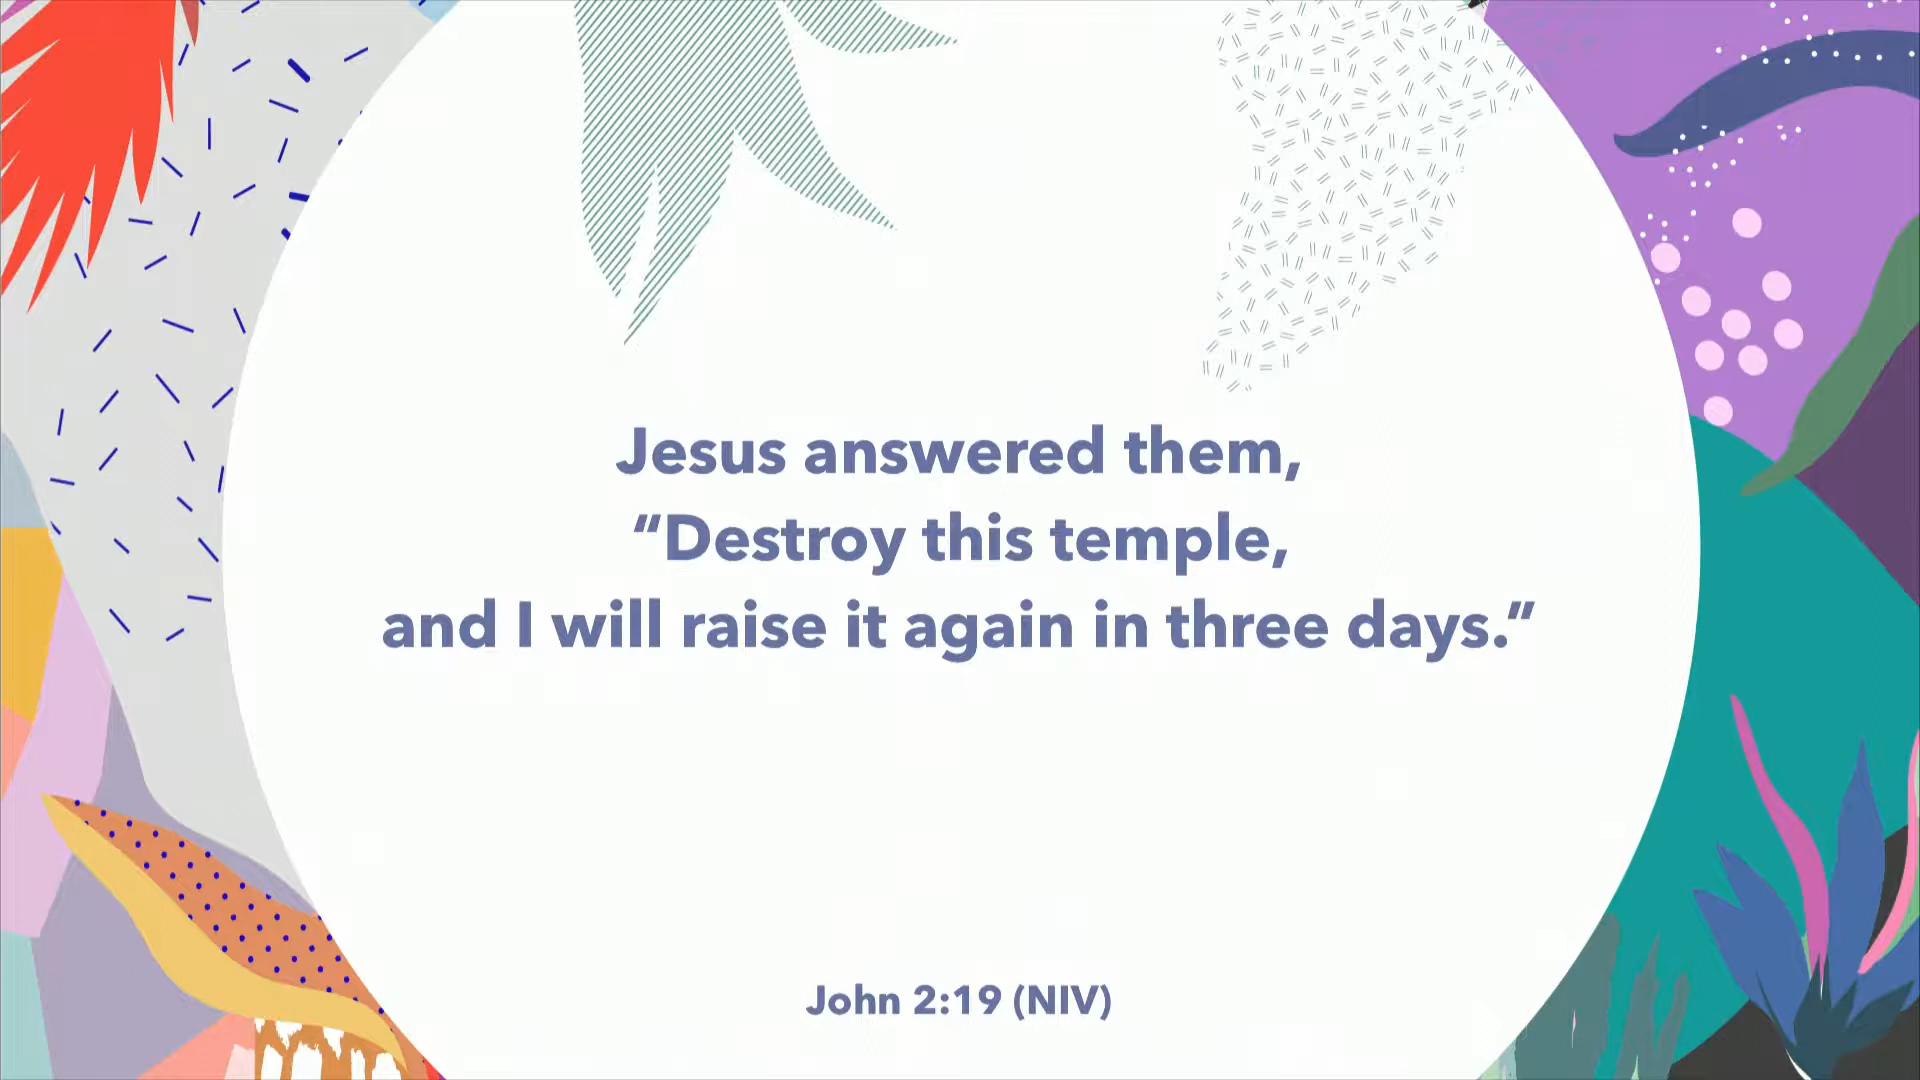 Jesus answered them,
“Destroy this temple,
and I will raise it again in three days.”
John 2:19 (NIV)